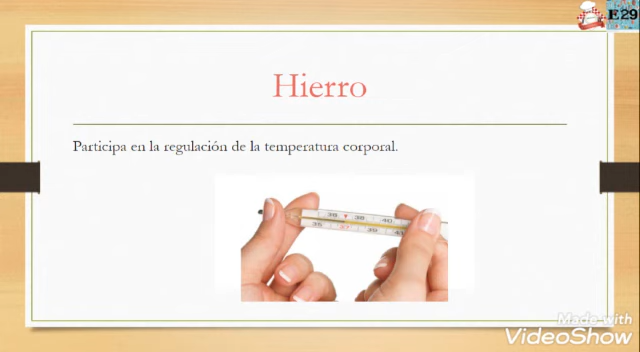 E29
Hierro
Participa en la regulación de la temperatura corporal.
Made with
VideoShow